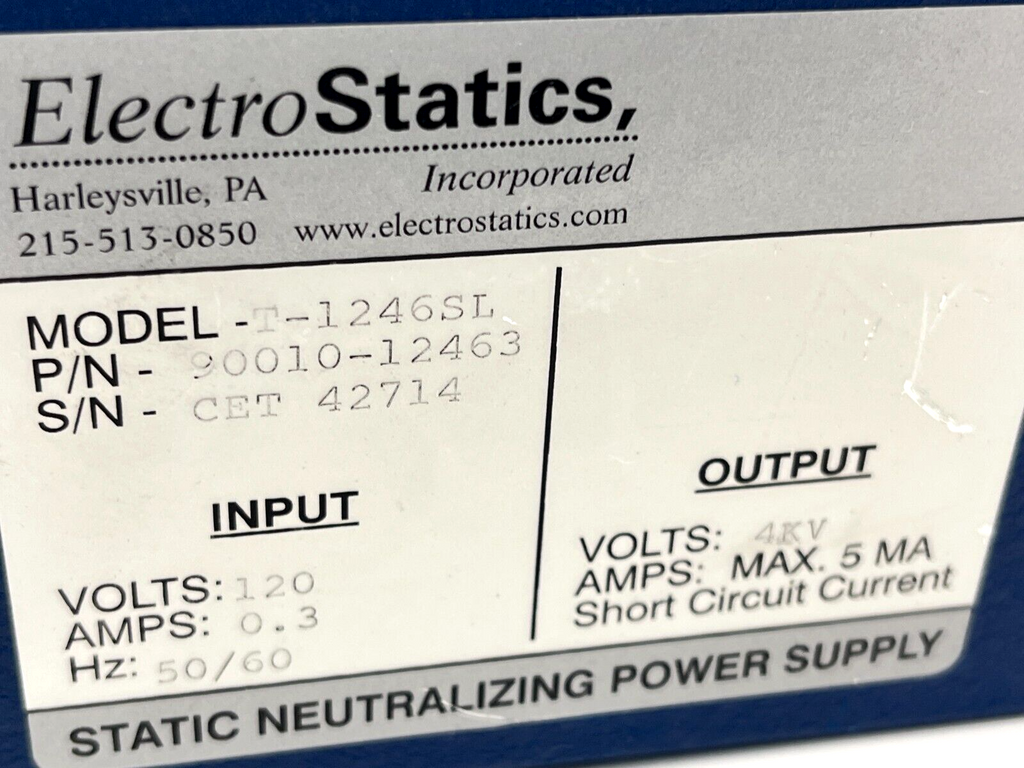 ElectroStatics,
Incorporated
Harleysville, PA
215-513-0850 www.electrostatics.com
MODEL -T-1246SL
P/N - 90010-12463
S/N - CET 42714
INPUT
VOLTS: 120
AMPS: 0.3
Hz: 50/60
OUTPUT
VOLTS: 4KV
AMPS: MAX. 5 MA
Short Circuit Current
STATIC NEUTRALIZING POWER SUPPLY